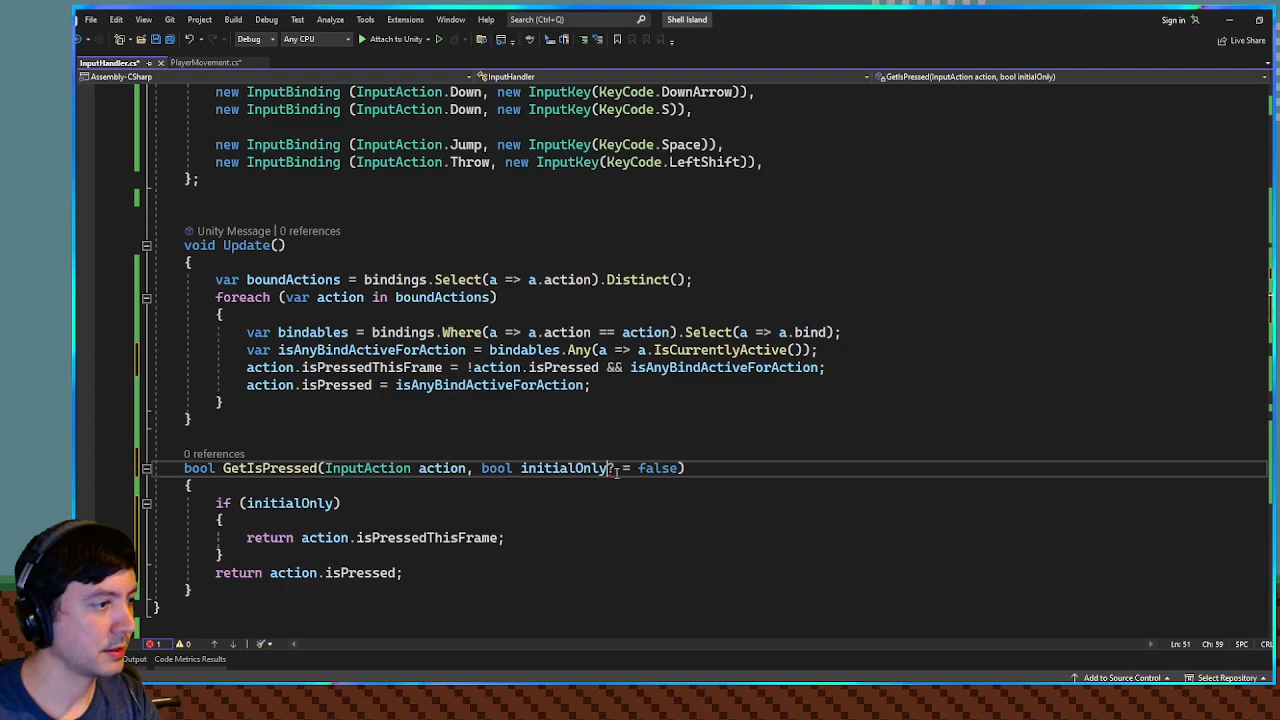 File Edit View Git Project Build Debug Test Analyze Tools Extensions Window Help Search (Ctrl+Q) Shell Island Sign in
Debug Any CPU Attach to Unity Live Share
InputHandler.cs* PlayerMovement.cs*
Assembly-CSharp InputHandler GetIsPressed(InputAction action, bool initialOnly)
new InputBinding (InputAction.Down, new InputKey(KeyCode.DownArrow)),
new InputBinding (InputAction.Down, new InputKey(KeyCode.S)),
new InputBinding (InputAction.Jump, new InputKey(KeyCode.Space)),
new InputBinding (InputAction.Throw, new InputKey(KeyCode.LeftShift)),
};
Unity Message | 0 references
void Update()
{
var boundActions = bindings.Select(a => a.action).Distinct();
foreach (var action in boundActions)
{
var bindables = bindings.Where(a => a.action == action).Select(a => a.bind);
var isAnyBindActiveForAction = bindables.Any(a => a.IsCurrentlyActive());
action.isPressedThisFrame = !action.isPressed && isAnyBindActiveForAction;
action.isPressed = isAnyBindActiveForAction;
}
}
0 references
bool GetIsPressed(InputAction action, bool initialOnly? = false)
{
if (initialOnly)
{
return action.isPressedThisFrame;
}
return action.isPressed;
}
}
1 0 Ln: 51 Ch: 59 SPC
Output Code Metrics Results
Add to Source Control Select Repository